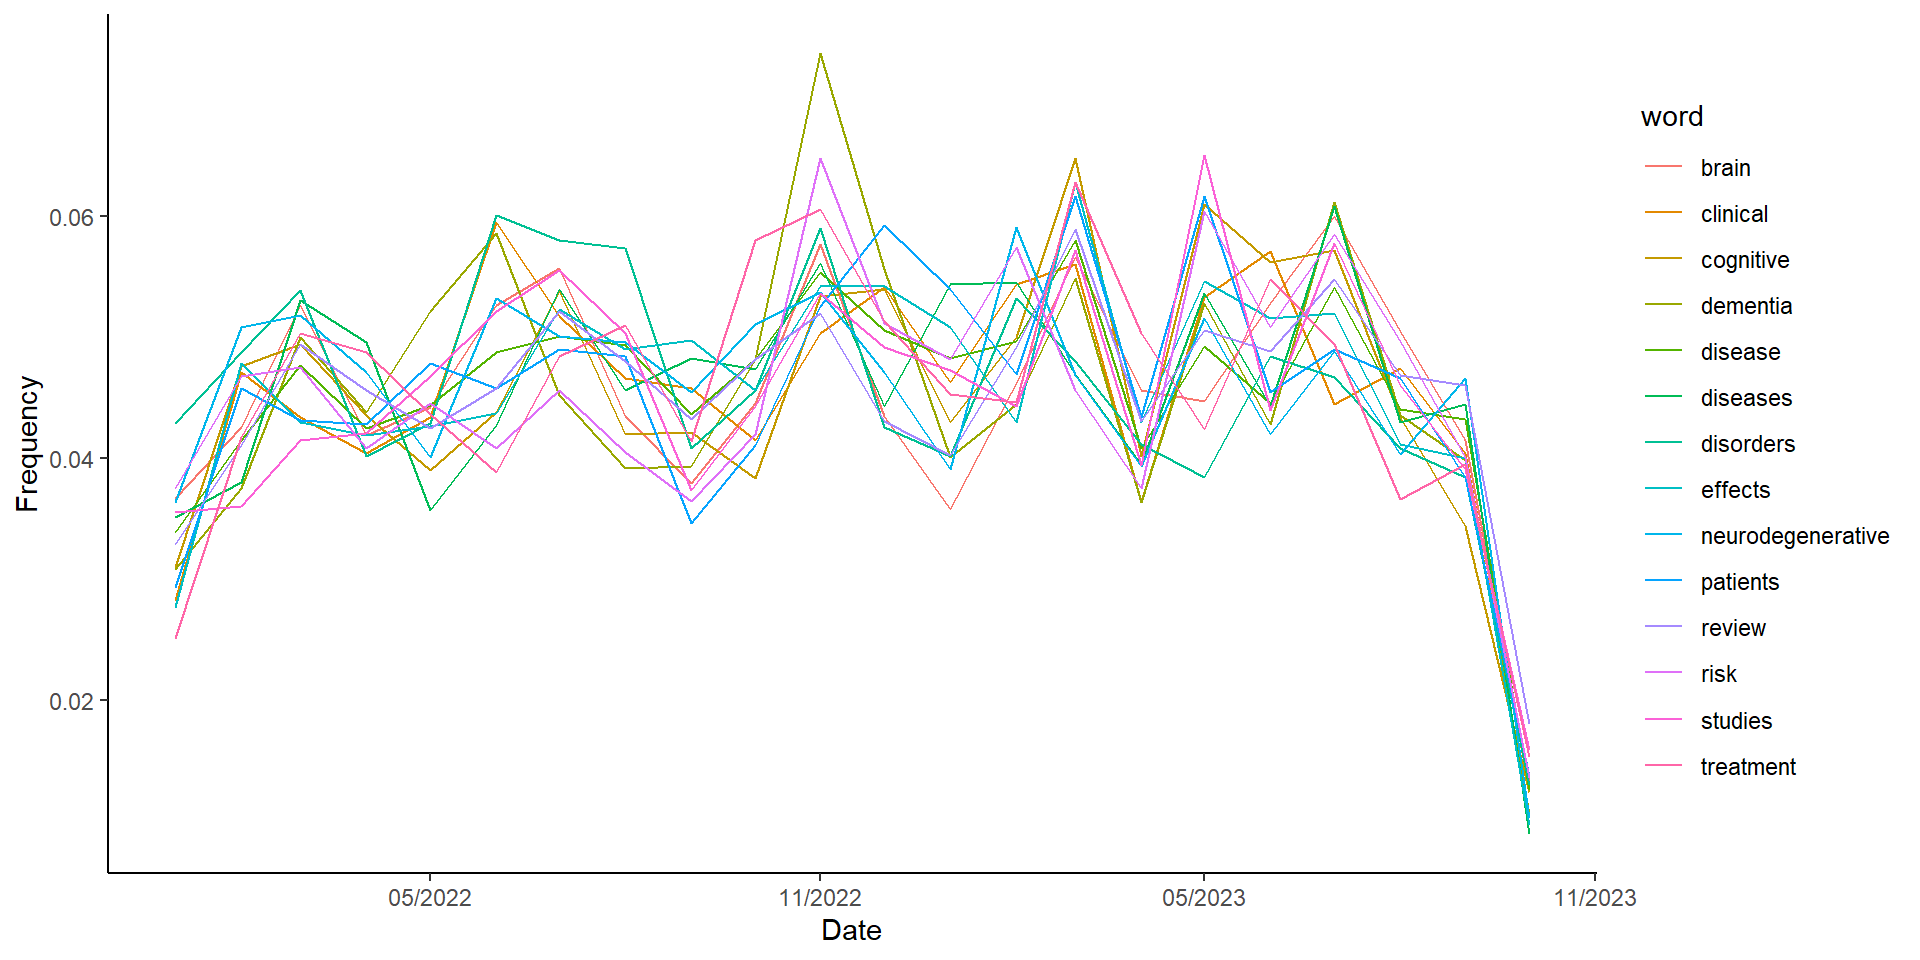 Frequency
0.06
0.04
0.02
05/2022
11/2022
05/2023
11/2023
Date
word
brain
clinical
cognitive
dementia
disease
diseases
disorders
effects
neurodegenerative
patients
review
risk
studies
treatment